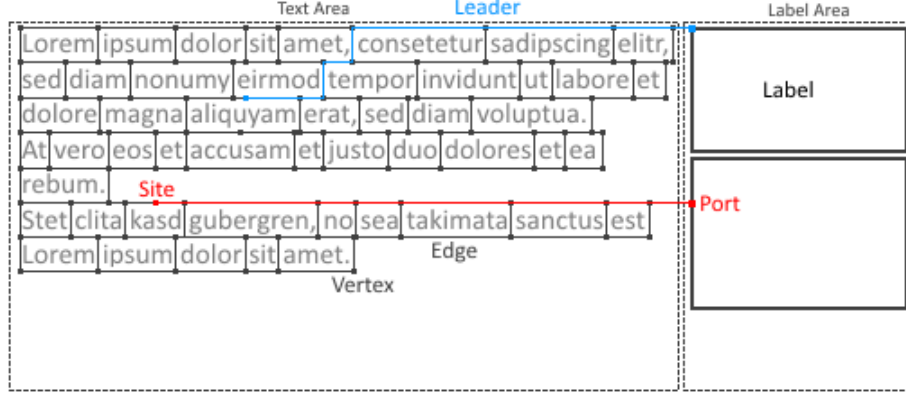 Text Area
Leader
Label Area
Lorem ipsum dolor sit amet, consetetur sadipscing elitr,
sed diam nonumy eirmod tempor invidunt ut labore et
dolore magna aliquyam erat, sed diam voluptua.
At vero eos et accusam et justo duo dolores et ea
rebum.
Stet clita kasd gubergren, no sea takimata sanctus est
Lorem ipsum dolor sit amet.
Label
Site
Port
Edge
Vertex